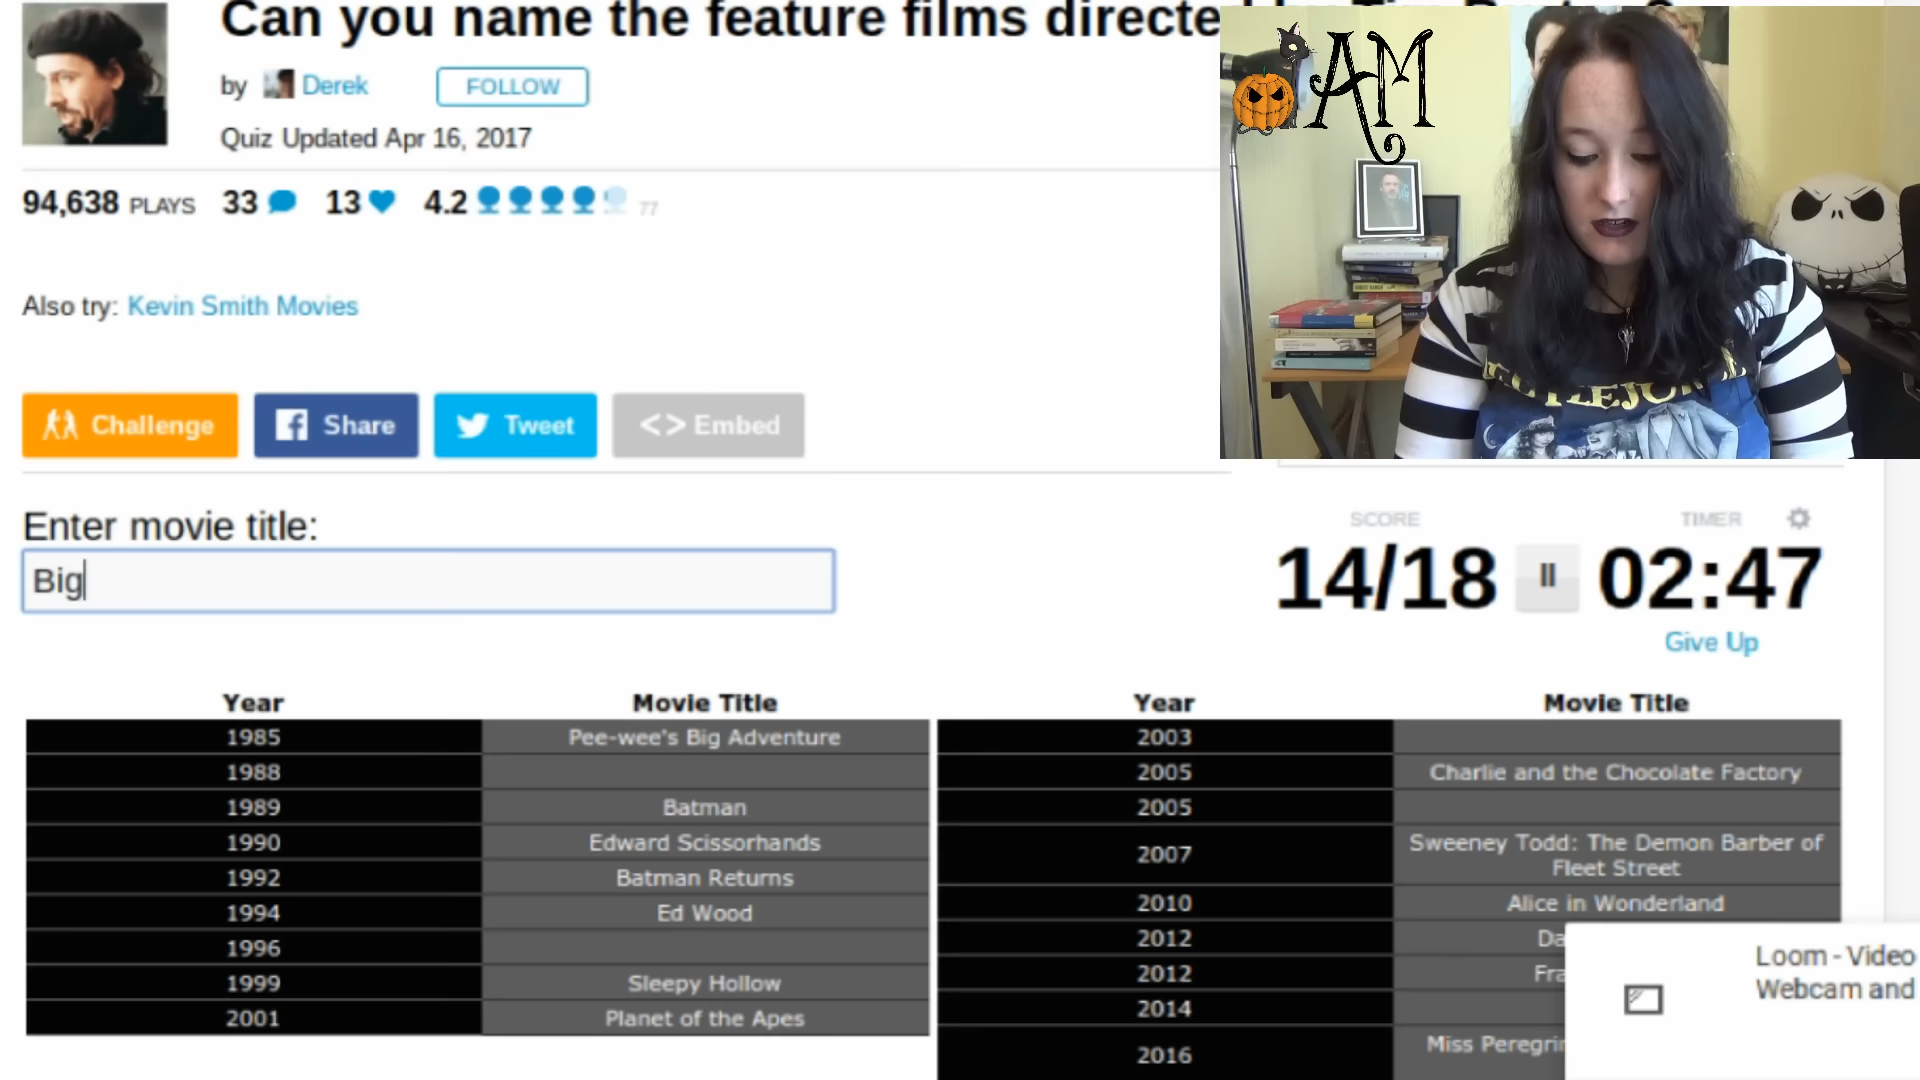 Can you name the feature films directe
by Derek FOLLOW
Quiz Updated Apr 16, 2017
94,638 PLAYS 33 13 4.2 77
Also try: Kevin Smith Movies
Challenge Share Tweet <> Embed
AM
Enter movie title:
Big
SCORE TIMER
14/18 02:47
Give Up
Year Movie Title
1985 Pee-wee's Big Adventure
1988
1989 Batman
1990 Edward Scissorhands
1992 Batman Returns
1994 Ed Wood
1996
1999 Sleepy Hollow
2001 Planet of the Apes
Year Movie Title
2003
2005 Charlie and the Chocolate Factory
2005
2007 Sweeney Todd: The Demon Barber of
Fleet Street
2010 Alice in Wonderland
2012 Da
2012 Fra
2014
2016 Miss Peregri
Loom - Video
Webcam and